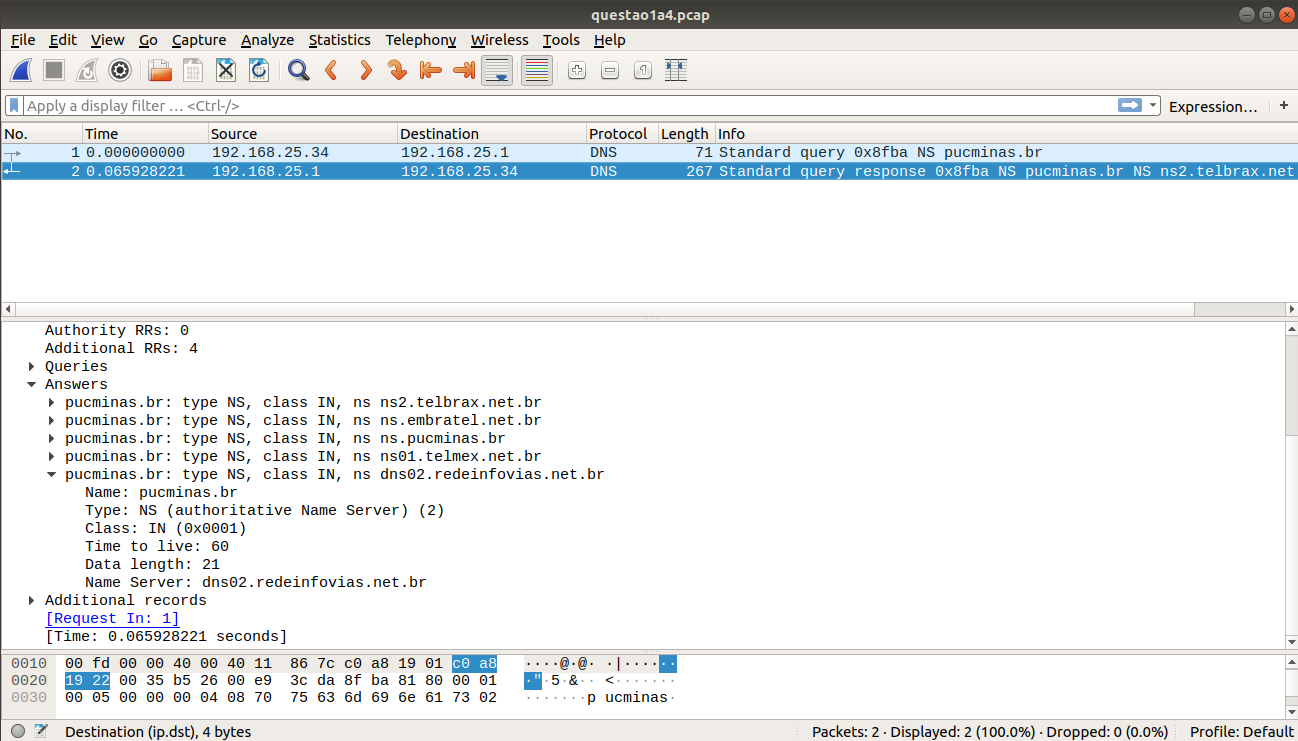 questao1a4.pcap
File Edit View Go Capture Analyze Statistics Telephony Wireless Tools Help
Apply a display filter … <Ctrl-/> Expression… +
No. Time Source Destination Protocol Length Info
1 0.000000000 192.168.25.34 192.168.25.1 DNS 71 Standard query 0x8fba NS pucminas.br
2 0.065928221 192.168.25.1 192.168.25.34 DNS 267 Standard query response 0x8fba NS pucminas.br NS ns2.telbrax.net
Authority RRs: 0
Additional RRs: 4
Queries
Answers
pucminas.br: type NS, class IN, ns ns2.telbrax.net.br
pucminas.br: type NS, class IN, ns ns.embratel.net.br
pucminas.br: type NS, class IN, ns ns.pucminas.br
pucminas.br: type NS, class IN, ns ns01.telmex.net.br
pucminas.br: type NS, class IN, ns dns02.redeinfovias.net.br
Name: pucminas.br
Type: NS (authoritative Name Server) (2)
Class: IN (0x0001)
Time to live: 60
Data length: 21
Name Server: dns02.redeinfovias.net.br
Additional records
[Request In: 1]
[Time: 0.065928221 seconds]
0010 00 fd 00 00 40 00 40 11 86 7c c0 a8 19 01 c0 a8 ····@·@· ·|······
0020 19 22 00 35 b5 26 00 e9 3c da 8f ba 81 80 00 01 ·"·5·&·· <·······
0030 00 05 00 00 00 04 08 70 75 63 6d 69 6e 61 73 02 ·······p ucminas·
Destination (ip.dst), 4 bytes Packets: 2 · Displayed: 2 (100.0%) · Dropped: 0 (0.0%) Profile: Default